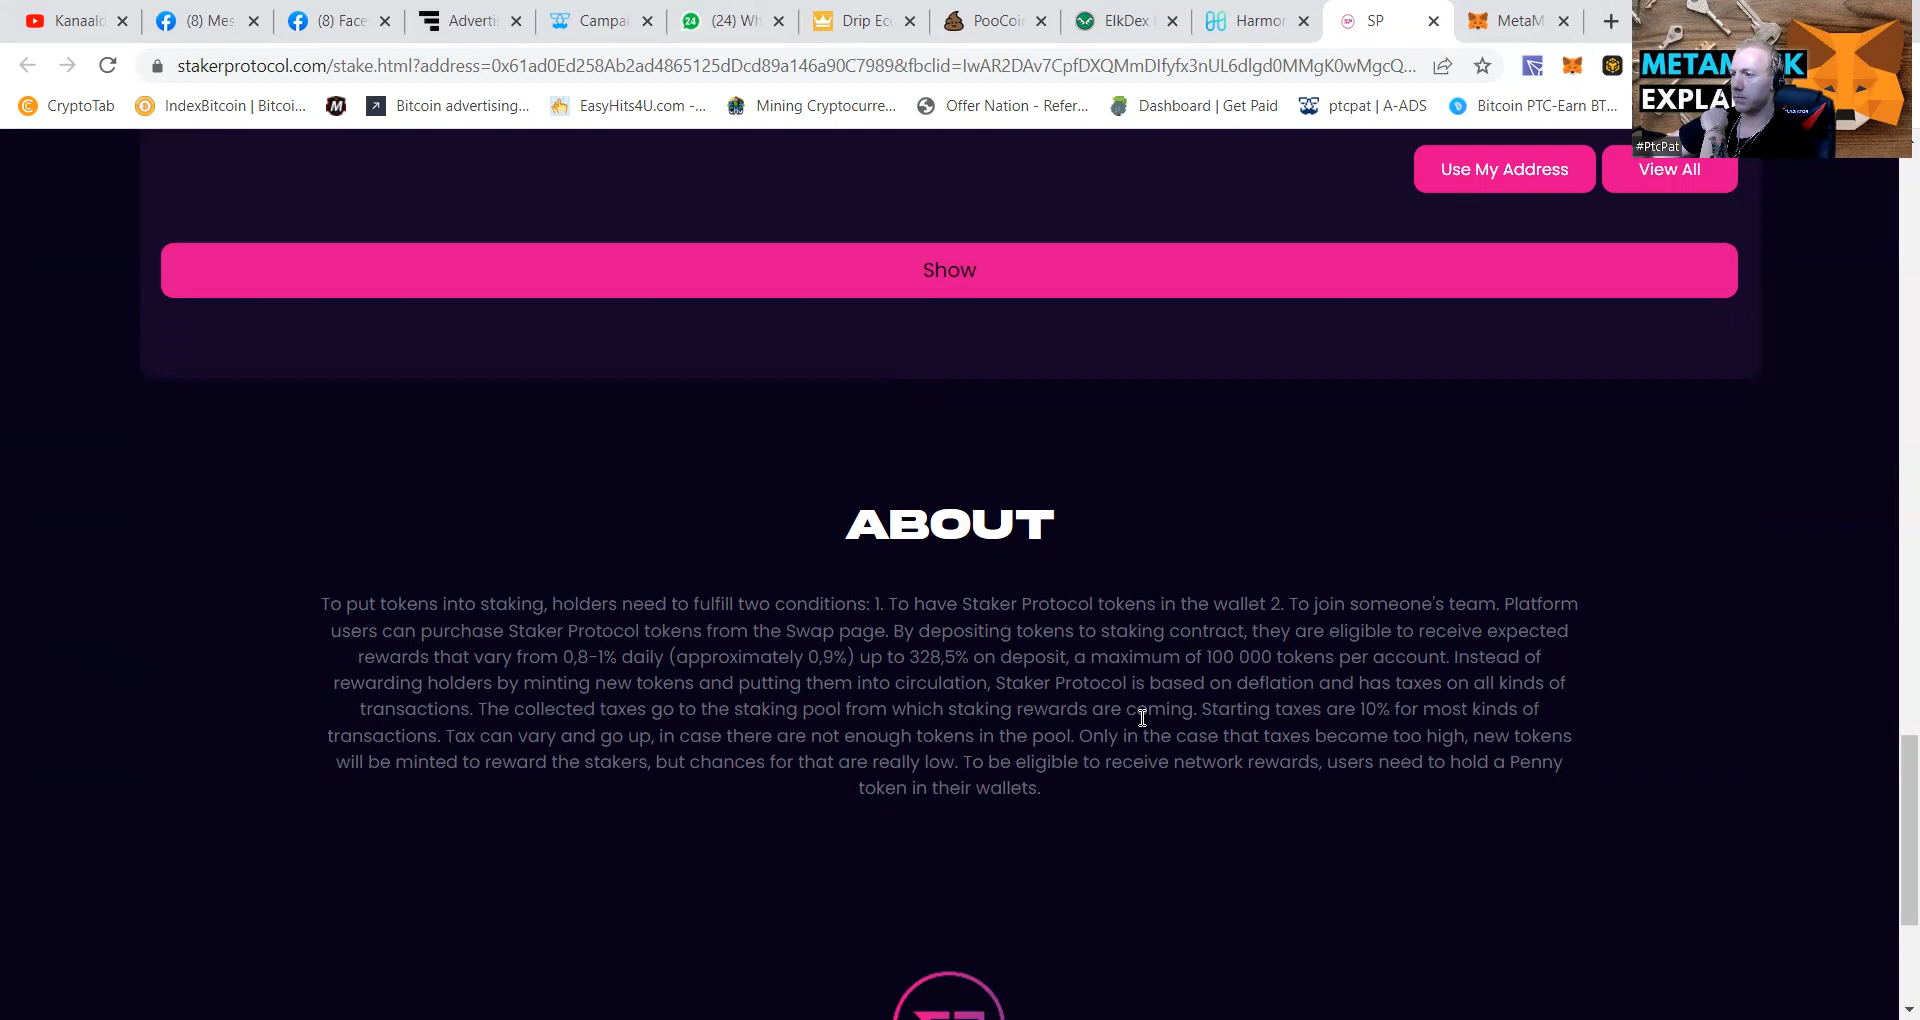 Kanaald
(8) Mes
(8) Face
Adverti
Campai
24
(24) Wh
Drip Ec
PooCoi
ElkDex
Harmor
SP
MetaM
stakerprotocol.com/stake.html?address=0x61ad0Ed258Ab2ad4865125dDcd89a146a90C7989&fbclid=IwAR2DAv7CpfDXQMmDIfyfx3nUL6dlgd0MMgK0wMgcQ...
CryptoTab
IndexBitcoin | Bitcoi...
Bitcoin advertising...
EasyHits4U.com -...
Mining Cryptocurre...
Offer Nation - Refer...
Dashboard | Get Paid
ptcpat | A-ADS
Bitcoin PTC-Earn BT...
#PtcPat
Use My Address
View All
Show
ABOUT
To put tokens into staking, holders need to fulfill two conditions: 1. To have Staker Protocol tokens in the wallet 2. To join someone's team. Platform
users can purchase Staker Protocol tokens from the Swap page. By depositing tokens to staking contract, they are eligible to receive expected
rewards that vary from 0,8-1% daily (approximately 0,9%) up to 328,5% on deposit, a maximum of 100 000 tokens per account. Instead of
rewarding holders by minting new tokens and putting them into circulation, Staker Protocol is based on deflation and has taxes on all kinds of
transactions. The collected taxes go to the staking pool from which staking rewards are coming. Starting taxes are 10% for most kinds of
transactions. Tax can vary and go up, in case there are not enough tokens in the pool. Only in the case that taxes become too high, new tokens
will be minted to reward the stakers, but chances for that are really low. To be eligible to receive network rewards, users need to hold a Penny
token in their wallets.